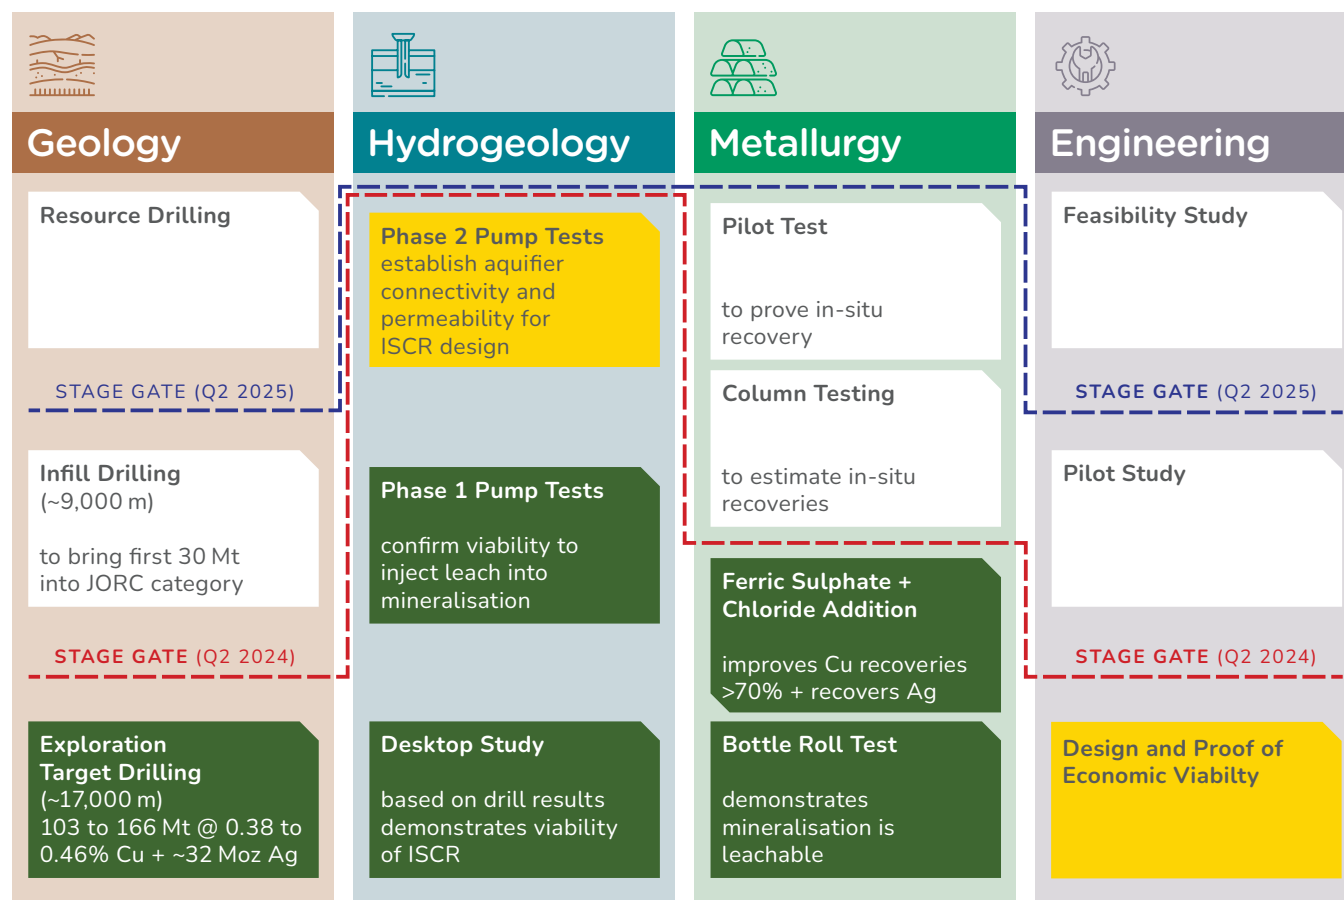 Geology
Resource Drilling
STAGE GATE (Q2 2025)
Infill Drilling
(~9,000 m)
to bring first 30 Mt
into JORC category
STAGE GATE (Q2 2024)
Exploration
Target Drilling
(~17,000 m)
103 to 166 Mt @ 0.38 to
0.46% Cu + ~32 Moz Ag
Hydrogeology
Phase 2 Pump Tests
establish aquifier
connectivity and
permeability for
ISCR design
Phase 1 Pump Tests
confirm viability to
inject leach into
mineralisation
Desktop Study
based on drill results
demonstrates viability
of ISCR
Metallurgy
Pilot Test
to prove in-situ
recovery
Column Testing
to estimate in-situ
recoveries
Ferric Sulphate +
Chloride Addition
improves Cu recoveries
>70% + recovers Ag
Bottle Roll Test
demonstrates
mineralisation is
leachable
Engineering
Feasibility Study
STAGE GATE (Q2 2025)
Pilot Study
STAGE GATE (Q2 2024)
Design and Proof of
Economic Viabilty